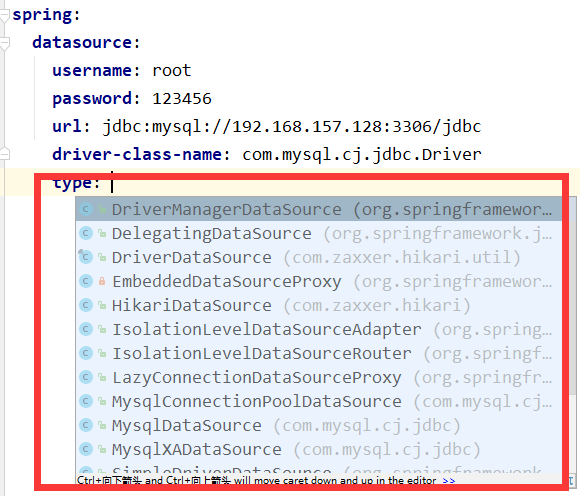 spring:
datasource:
username: root
password: 123456
url: jdbc:mysql://192.168.157.128:3306/jdbc
driver-class-name: com.mysql.cj.jdbc.Driver
type:
DriverManagerDataSource (org.springframewor...
DelegatingDataSource (org.springframework.j...
DriverDataSource (com.zaxxer.hikari.util)
EmbeddedDataSourceProxy (org.springframewor...
HikariDataSource (com.zaxxer.hikari)
IsolationLevelDataSourceAdapter (org.spring...
IsolationLevelDataSourceRouter (org.springf...
LazyConnectionDataSourceProxy (org.springfr...
MysqlConnectionPoolDataSource (com.mysql.cj...
MysqlDataSource (com.mysql.cj.jdbc)
MysqlXADataSource (com.mysql.cj.jdbc)
SimpleDriverDataSource (org.springframework...
Ctrl+向下箭头 and Ctrl+向上箭头 will move caret down and up in the editor >>